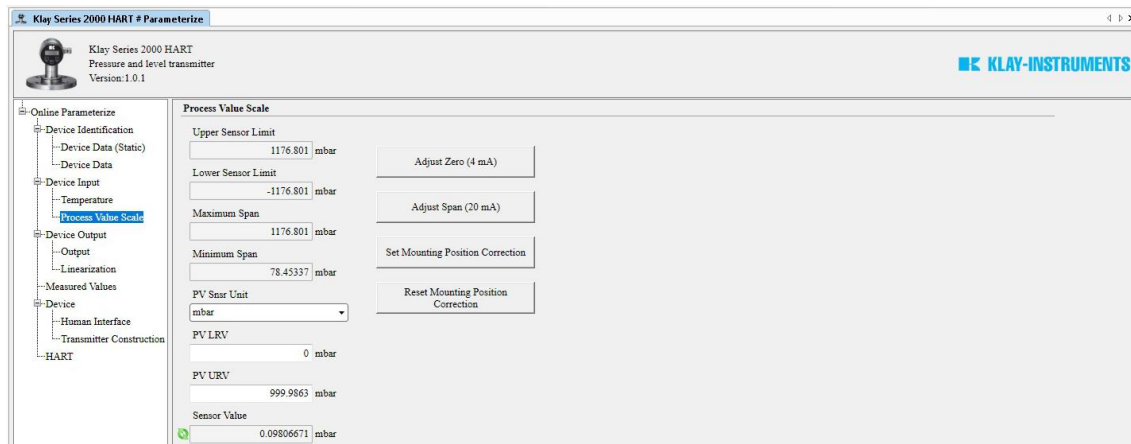 Klay Series 2000 HART # Parameterize
Klay Series 2000 HART
Pressure and level transmitter
Version:1.0.1
KLAY-INSTRUMENTS
Online Parameterize
Device Identification
Device Data (Static)
Device Data
Device Input
Temperature
Process Value Scale
Device Output
Output
Linearization
Measured Values
Device
Human Interface
Transmitter Construction
HART
Process Value Scale
Upper Sensor Limit
1176.801 mbar
Lower Sensor Limit
-1176.801 mbar
Maximum Span
1176.801 mbar
Minimum Span
78.45337 mbar
PV Snsr Unit
mbar
PV LRV
0 mbar
PV URV
999.9863 mbar
Sensor Value
0.09806671 mbar
Adjust Zero (4 mA)
Adjust Span (20 mA)
Set Mounting Position Correction
Reset Mounting Position
Correction